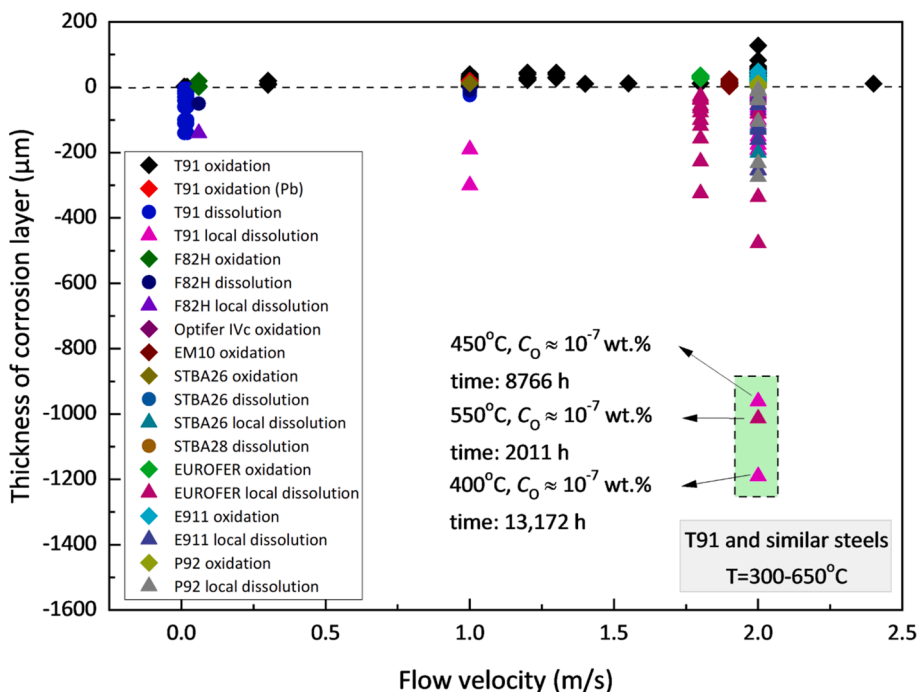 200
0
-200
-400
-600
-800
-1000
-1200
-1400
-1600
Thickness of corrosion layer (μm)
T91 oxidation
T91 oxidation (Pb)
T91 dissolution
T91 local dissolution
F82H oxidation
F82H dissolution
F82H local dissolution
Optifer IVc oxidation
EM10 oxidation
STBA26 oxidation
STBA26 dissolution
STBA26 local dissolution
STBA28 dissolution
EUROFER oxidation
EUROFER local dissolution
E911 oxidation
E911 local dissolution
P92 oxidation
P92 local dissolution
450°C, C_O ≈ 10⁻⁷ wt.%
time: 8766 h
550°C, C_O ≈ 10⁻⁷ wt.%
time: 2011 h
400°C, C_O ≈ 10⁻⁷ wt.%
time: 13,172 h
T91 and similar steels
T=300-650°C
0.0 0.5 1.0 1.5 2.0 2.5
Flow velocity (m/s)